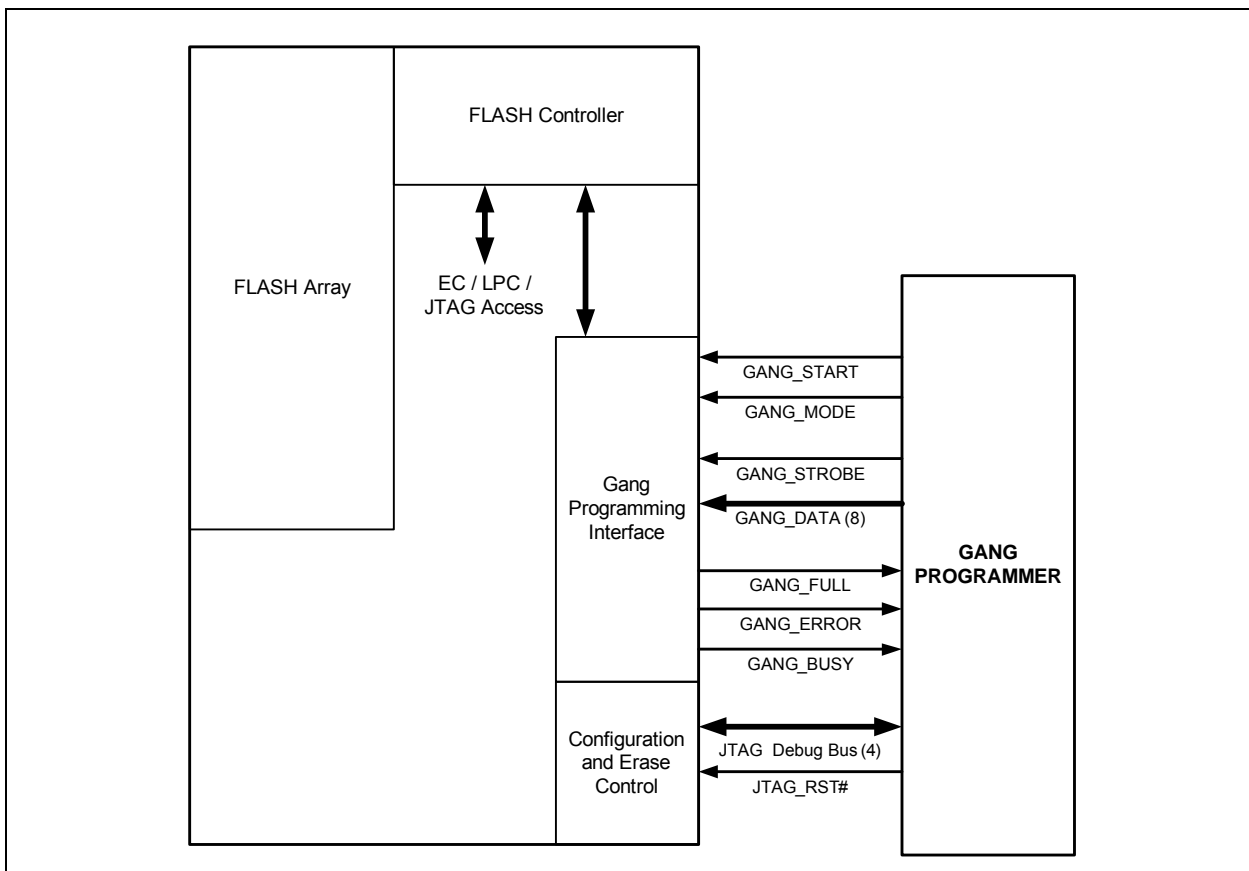 FLASH Controller
FLASH Array
EC / LPC /
JTAG Access
Gang
Programming
Interface
Configuration
and Erase
Control
GANG_START
GANG_MODE
GANG_STROBE
GANG_DATA (8)
GANG_FULL
GANG_ERROR
GANG_BUSY
JTAG Debug Bus (4)
JTAG_RST#
GANG
PROGRAMMER